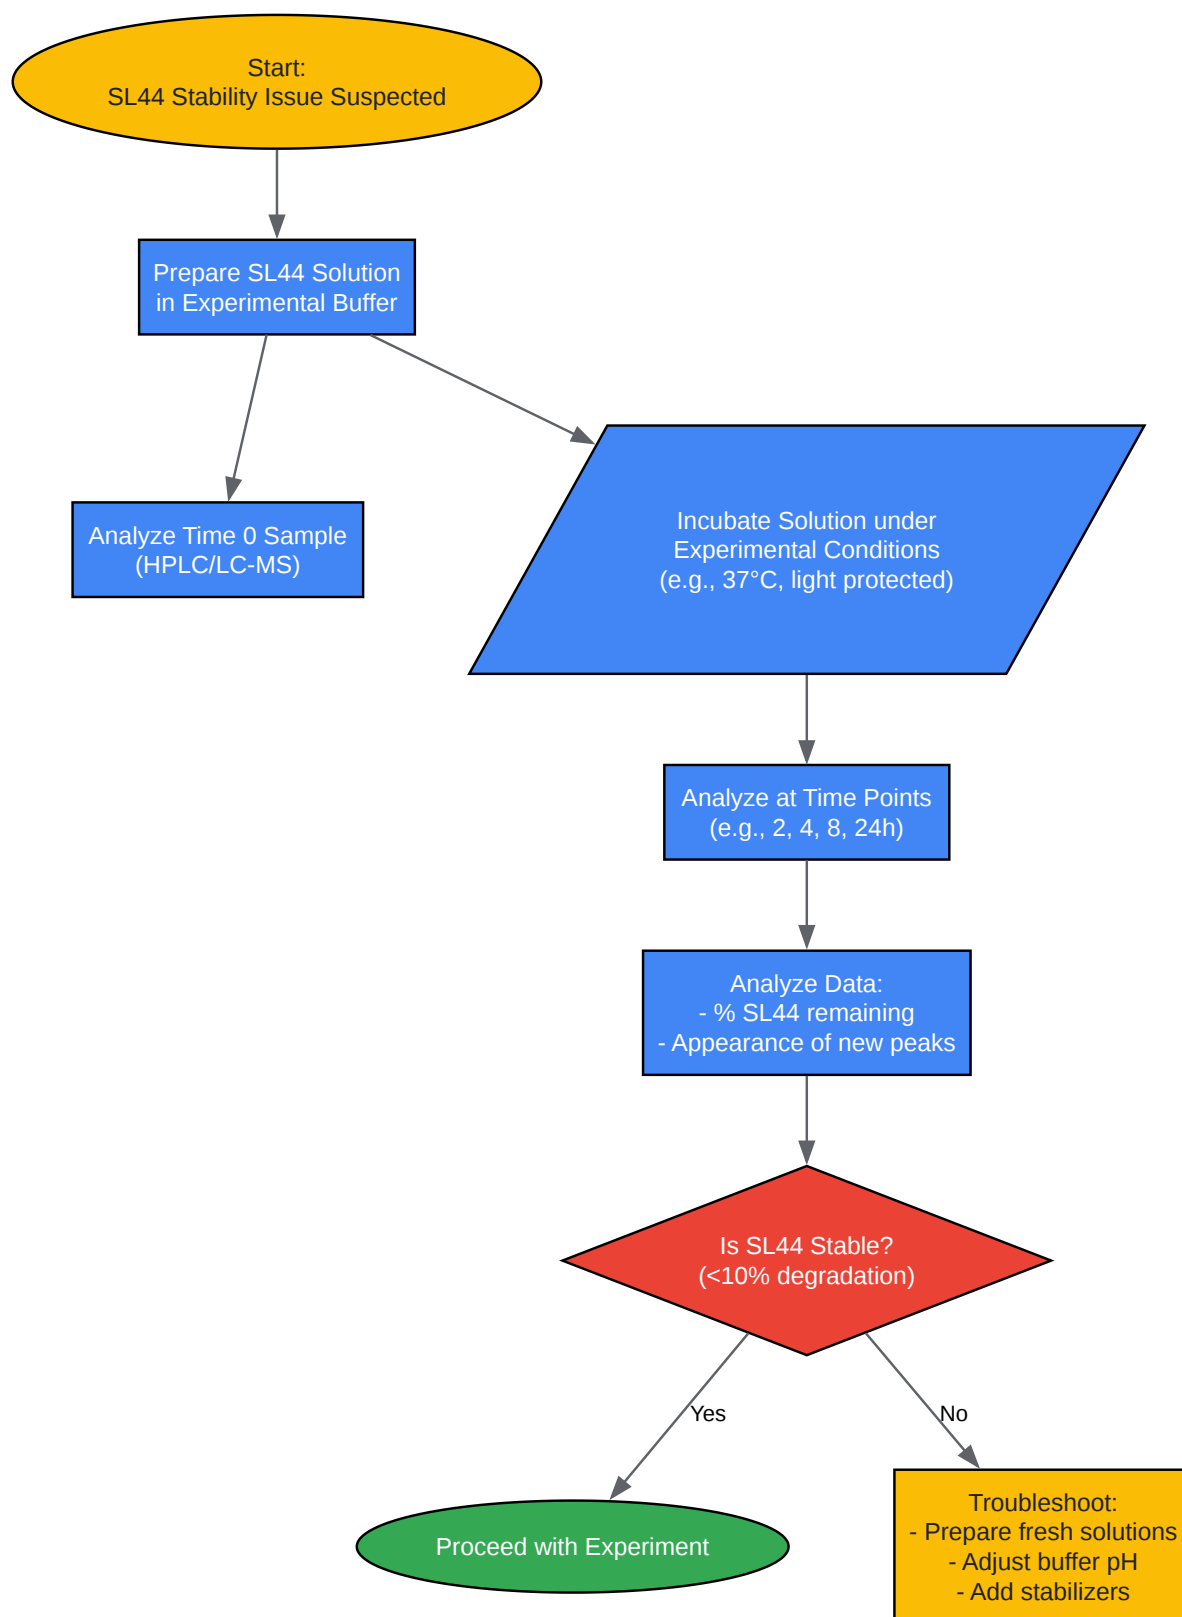 Start:
SL44 Stability Issue Suspected
Prepare SL44 Solution
in Experimental Buffer
Analyze Time 0 Sample
(HPLC/LC-MS)
Incubate Solution under
Experimental Conditions
(e.g., 37°C, light protected)
Analyze at Time Points
(e.g., 2, 4, 8, 24h)
Analyze Data:
- % SL44 remaining
- Appearance of new peaks
Is SL44 Stable?
(<10% degradation)
Yes
No
Proceed with Experiment
Troubleshoot:
- Prepare fresh solutions
- Adjust buffer pH
- Add stabilizers